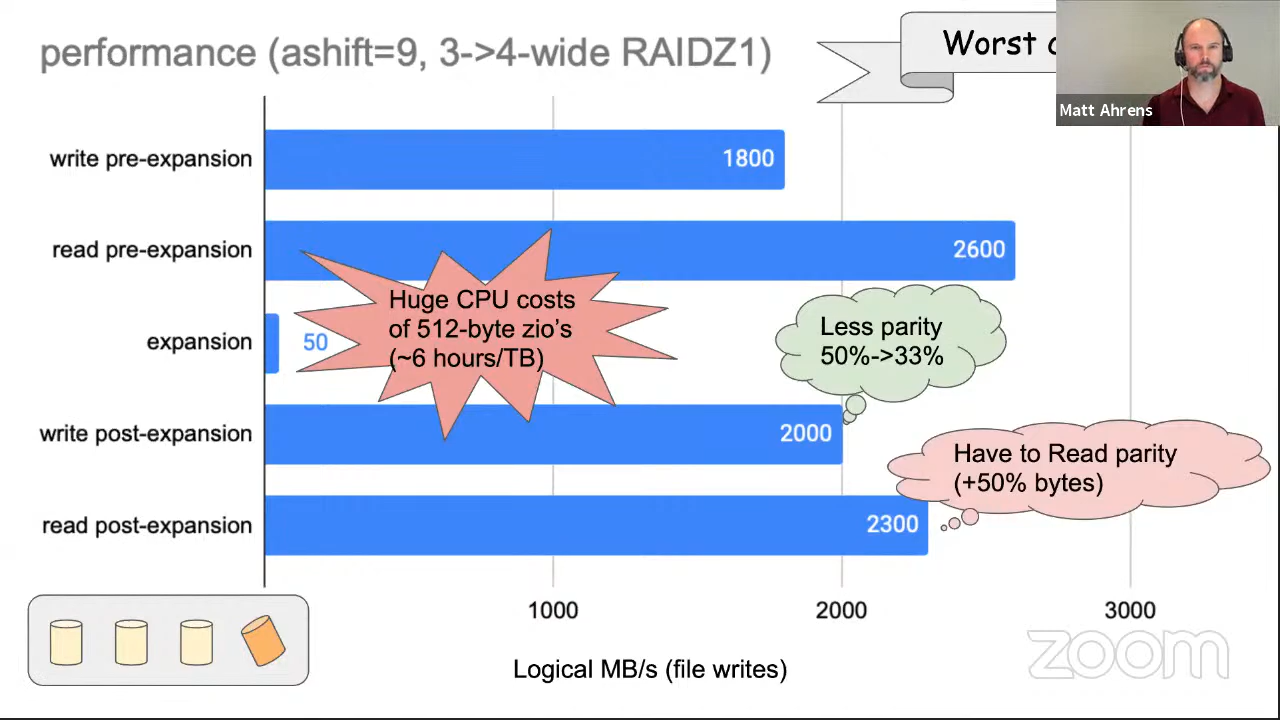 performance (ashift=9, 3->4-wide RAIDZ1)
Worst
Matt Ahrens
write pre-expansion
1800
read pre-expansion
2600
expansion
50
Huge CPU costs
of 512-byte zio's
(~6 hours/TB)
Less parity
50%->33%
write post-expansion
2000
Have to Read parity
(+50% bytes)
read post-expansion
2300
1000
2000
3000
Logical MB/s (file writes)
zoom